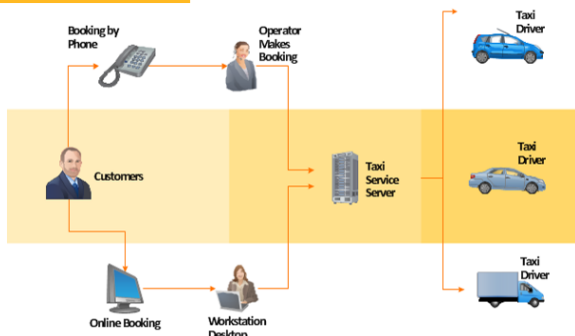 Booking by
Phone
Operator
Makes
Booking
Taxi
Driver
Customers
Taxi
Service
Server
Taxi
Driver
Online Booking
Workstation
Desktop
Taxi
Driver